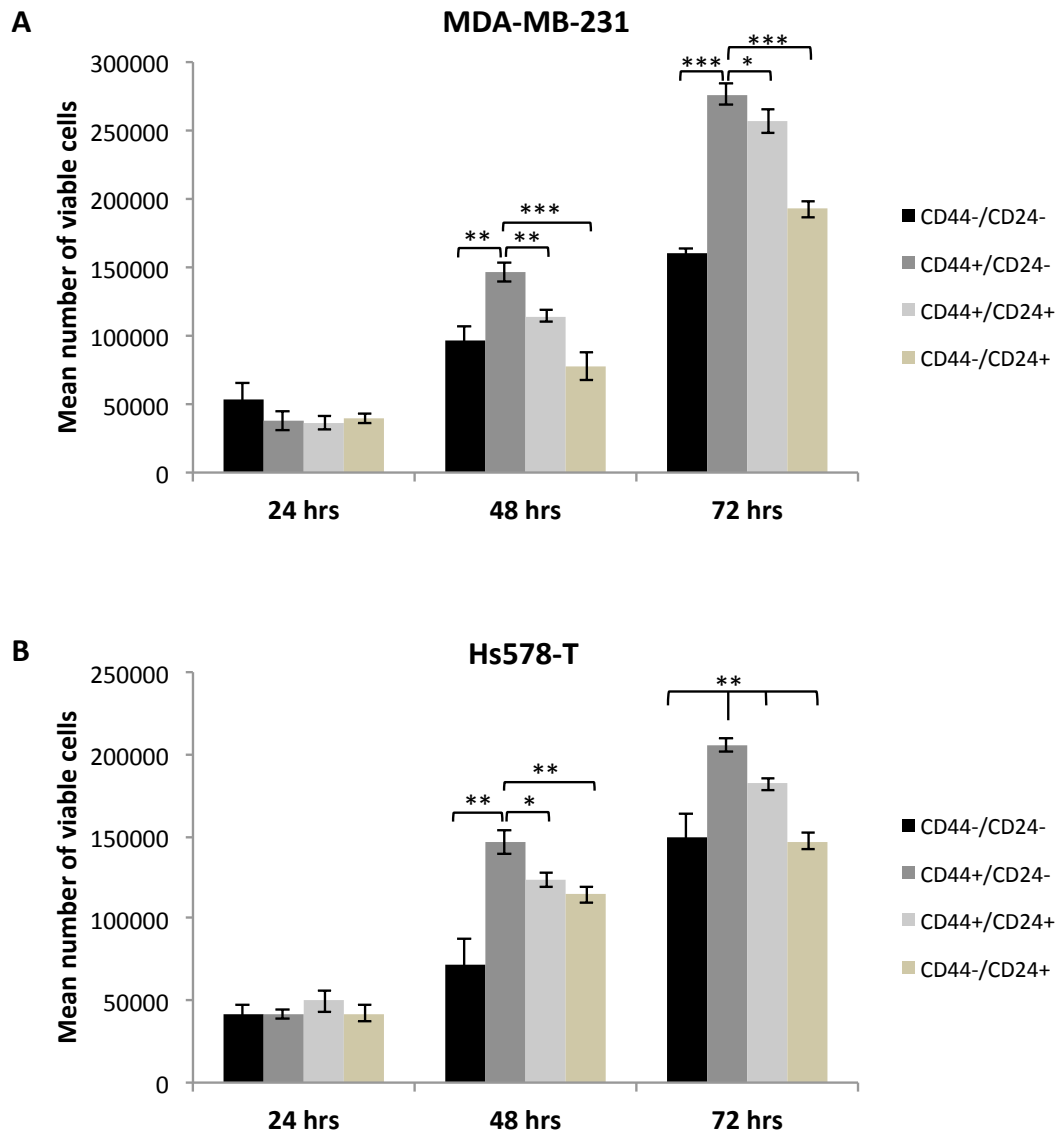 A
MDA-MB-231
Mean number of viable cells
300000
250000
200000
150000
100000
50000
0
***
***
*
***
**
**
24 hrs
48 hrs
72 hrs
CD44-/CD24-
CD44+/CD24-
CD44+/CD24+
CD44-/CD24+
B
Hs578-T
Mean number of viable cells
250000
200000
150000
100000
50000
0
**
**
**
*
24 hrs
48 hrs
72 hrs
CD44-/CD24-
CD44+/CD24-
CD44+/CD24+
CD44-/CD24+